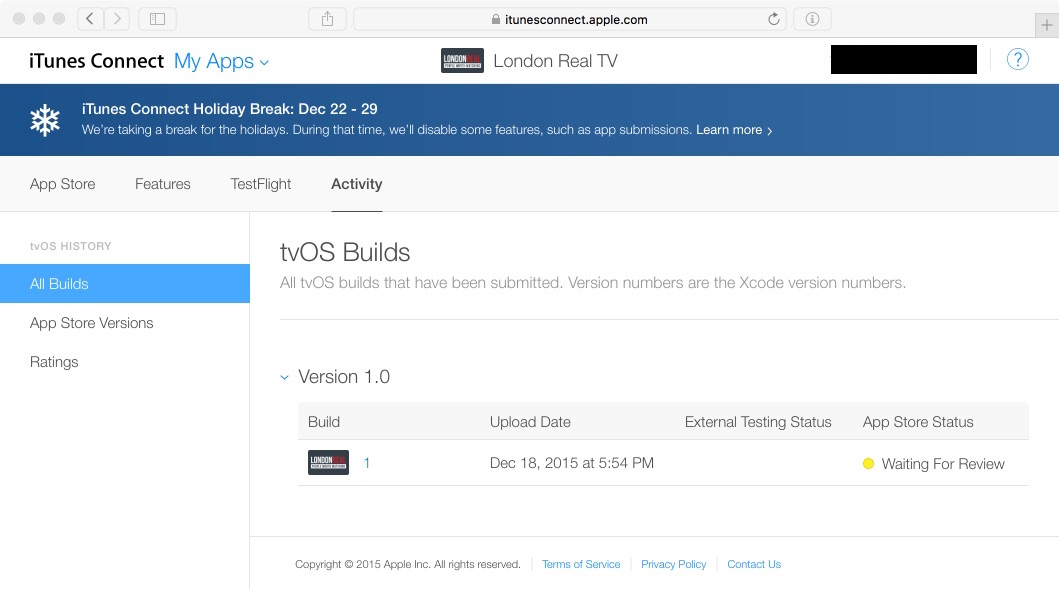 itunesconnect.apple.com
iTunes Connect My Apps London Real TV ?
LONDONREAL
iTunes Connect Holiday Break: Dec 22 - 29
We're taking a break for the holidays. During that time, we'll disable some features, such as app submissions. Learn more
App Store Features TestFlight Activity
tvOS HISTORY
All Builds
App Store Versions
Ratings
tvOS Builds
All tvOS builds that have been submitted. Version numbers are the Xcode version numbers.
Version 1.0
Build Upload Date External Testing Status App Store Status
LONDONREAL 1 Dec 18, 2015 at 5:54 PM Waiting For Review
Copyright © 2015 Apple Inc. All rights reserved. Terms of Service Privacy Policy Contact Us